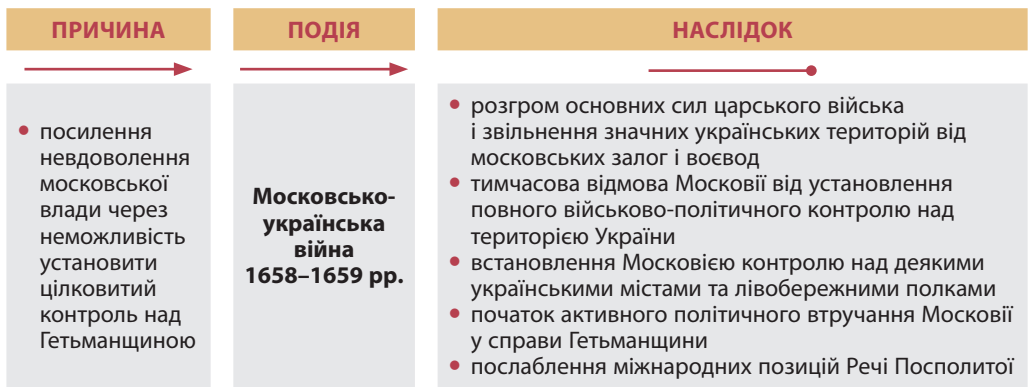 ПРИЧИНА
ПОДІЯ
НАСЛІДОК
• посилення
невдоволення
московської
влади через
неможливість
установити
цілковитий
контроль над
Гетьманщиною
Московсько-
українська
війна
1658–1659 рр.
• розгром основних сил царського війська
і звільнення значних українських територій від
московських залог і воєвод
• тимчасова відмова Московії від установлення
повного військово-політичного контролю над
територією України
• встановлення Московією контролю над деякими
українськими містами та лівобережними полками
• початок активного політичного втручання Московії
у справи Гетьманщини
• послаблення міжнародних позицій Речі Посполитої